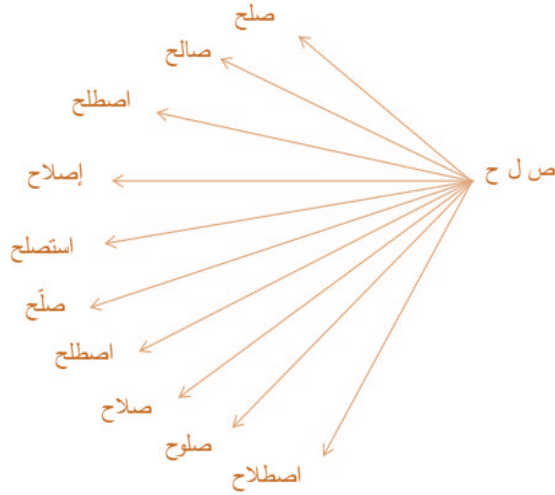 صلح
صالح
اصطلح
إصلاح
ص ل ح
استصلح
صلّح
اصطلح
صلاح
صلوح
اصطلاح